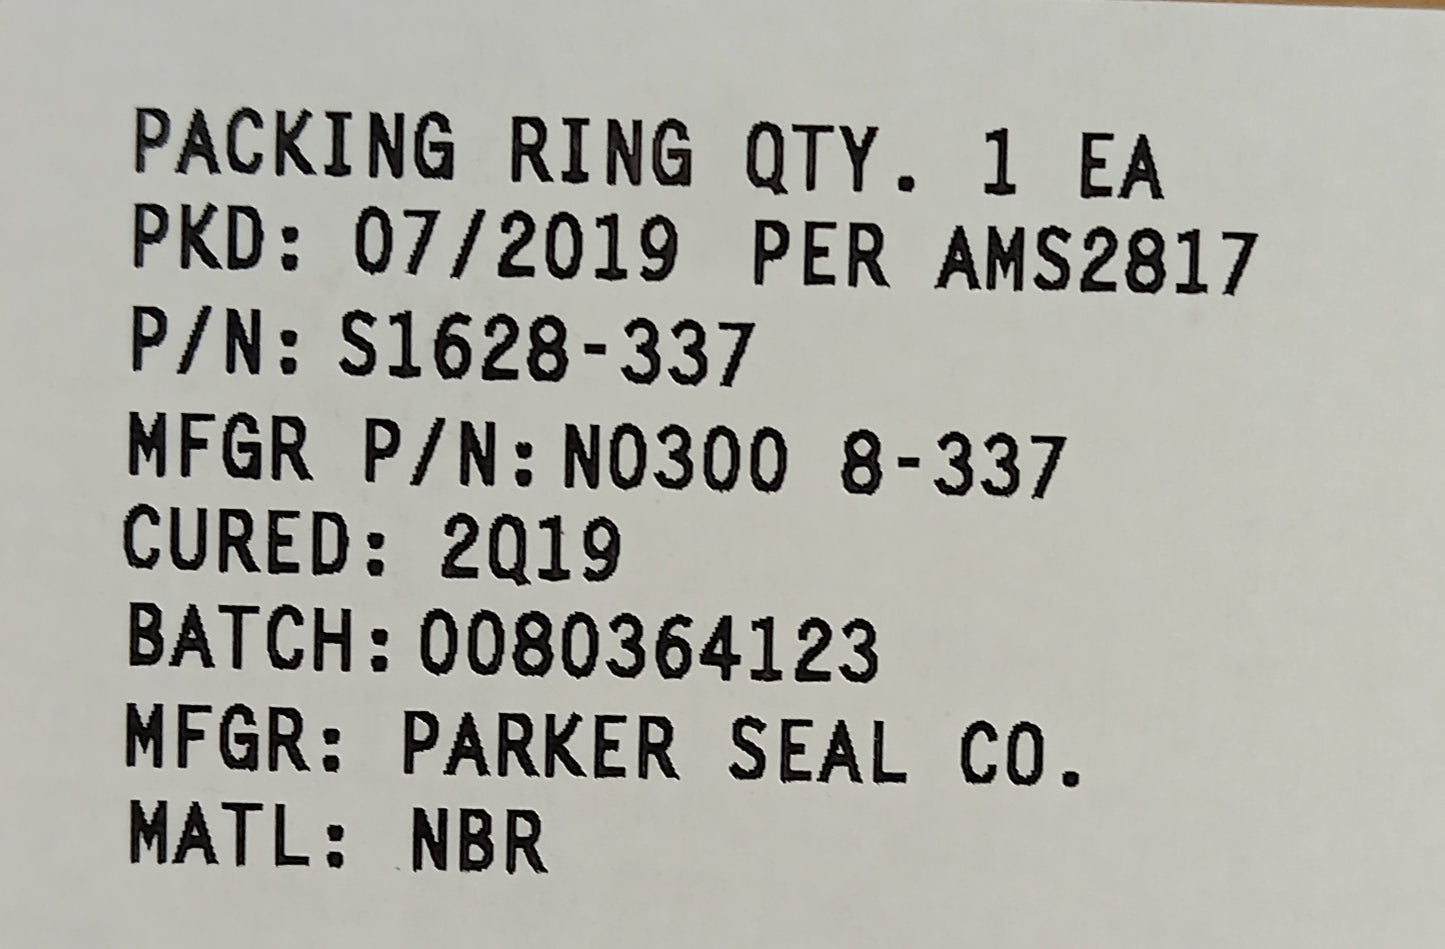 PACKING RING QTY. 1 EA
PKD: 07/2019 PER AMS2817
P/N: S1628-337
MFGR P/N: N0300 8-337
CURED: 2Q19
BATCH: 0080364123
MFGR: PARKER SEAL CO.
MATL: NBR